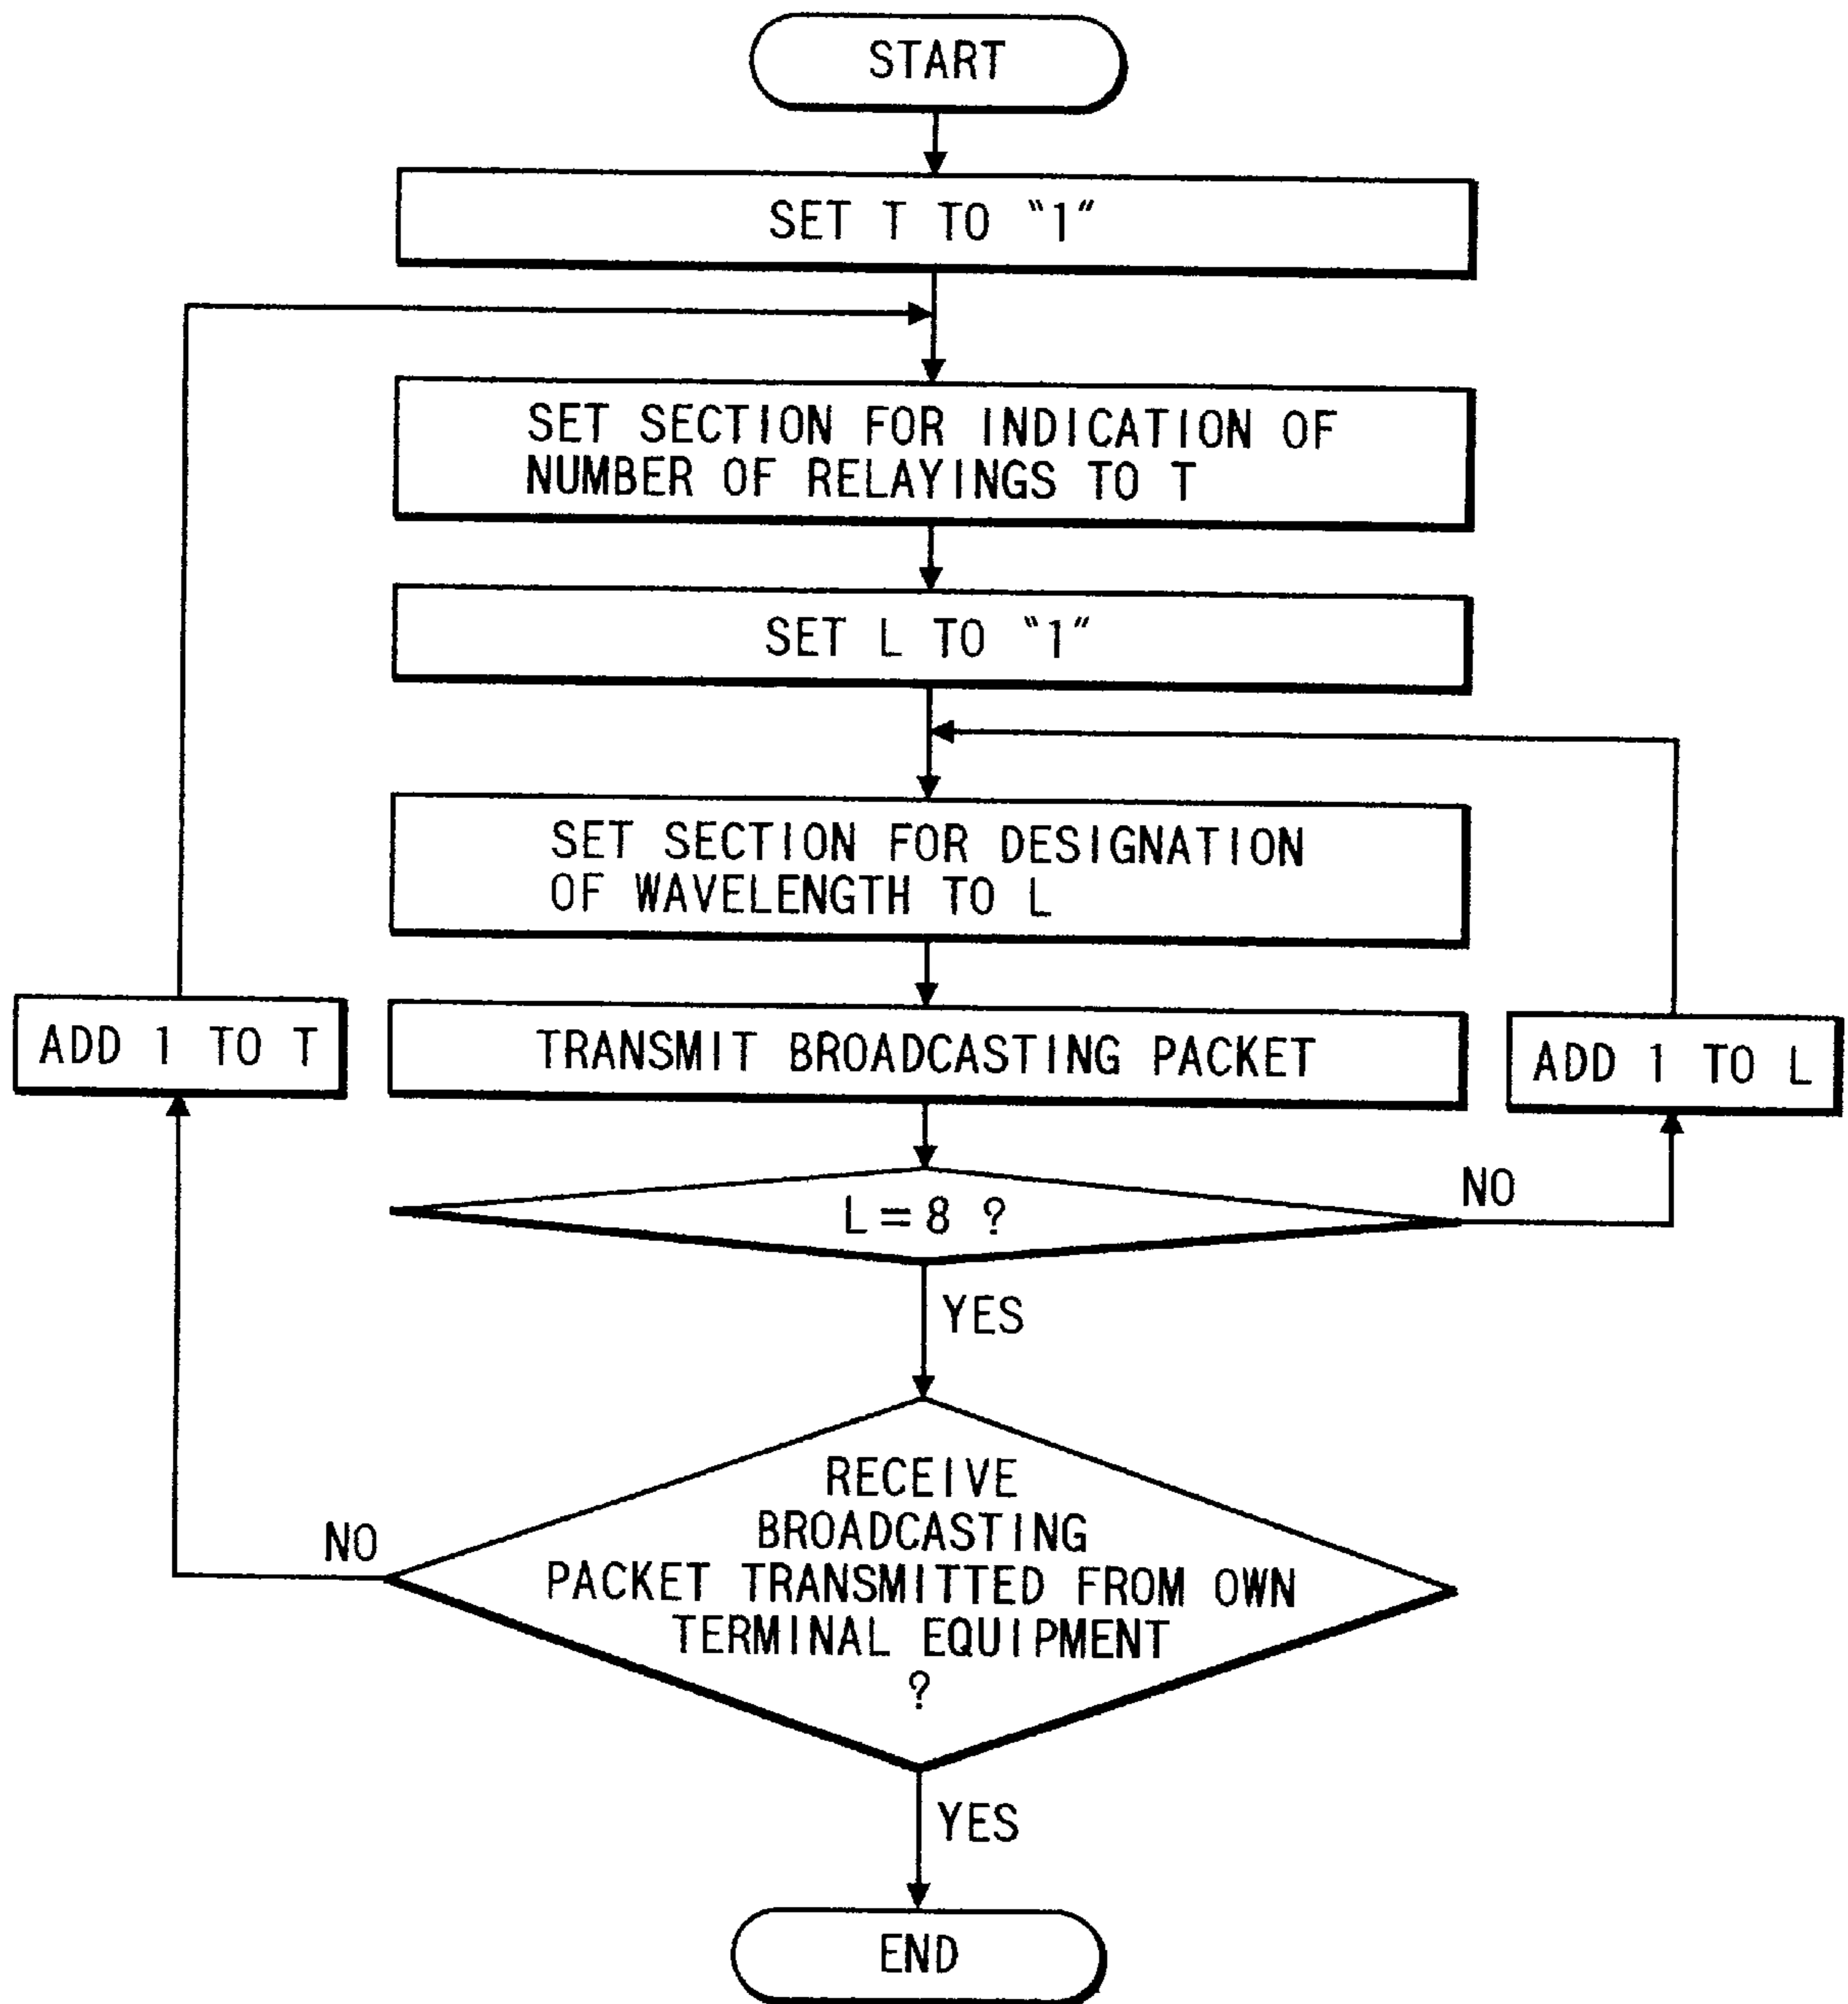 START
SET T TO "1"
SET SECTION FOR INDICATION OF
NUMBER OF RELAYINGS TO T
SET L TO "1"
SET SECTION FOR DESIGNATION
OF WAVELENGTH TO L
ADD 1 TO T
TRANSMIT BROADCASTING PACKET
ADD 1 TO L
L=8 ?
NO
YES
RECEIVE
BROADCASTING
PACKET TRANSMITTED FROM OWN
TERMINAL EQUIPMENT
?
NO
YES
END